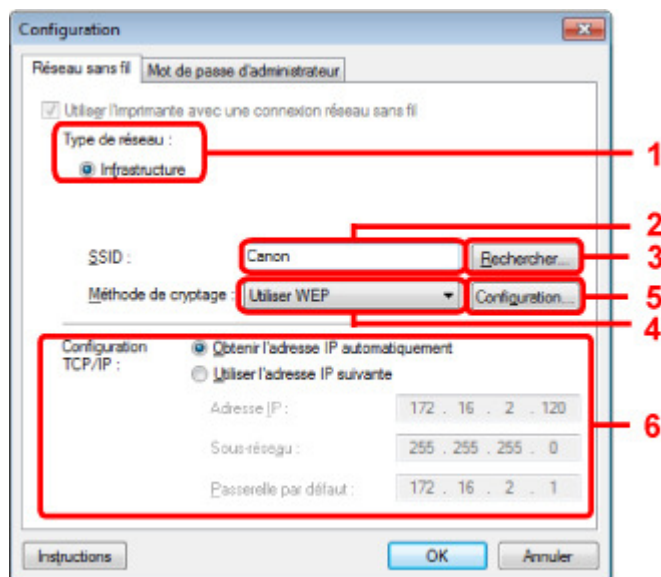 Configuration
Réseau sans fil Mot de passe d'administrateur
Utiliser l'imprimante avec une connexion réseau sans fil
Type de réseau :
Infrastructure
1
2
SSID : Canon Rechercher... 3
Méthode de cryptage : Utiliser WEP Configuration... 5
4
Configuration TCP/IP :
Obtenir l'adresse IP automatiquement
Utiliser l'adresse IP suivante
Adresse IP : 172 . 16 . 2 . 120
6
Sous-réseau : 255 . 255 . 255 . 0
Passerelle par défaut : 172 . 16 . 2 . 1
Instructions OK Annuler